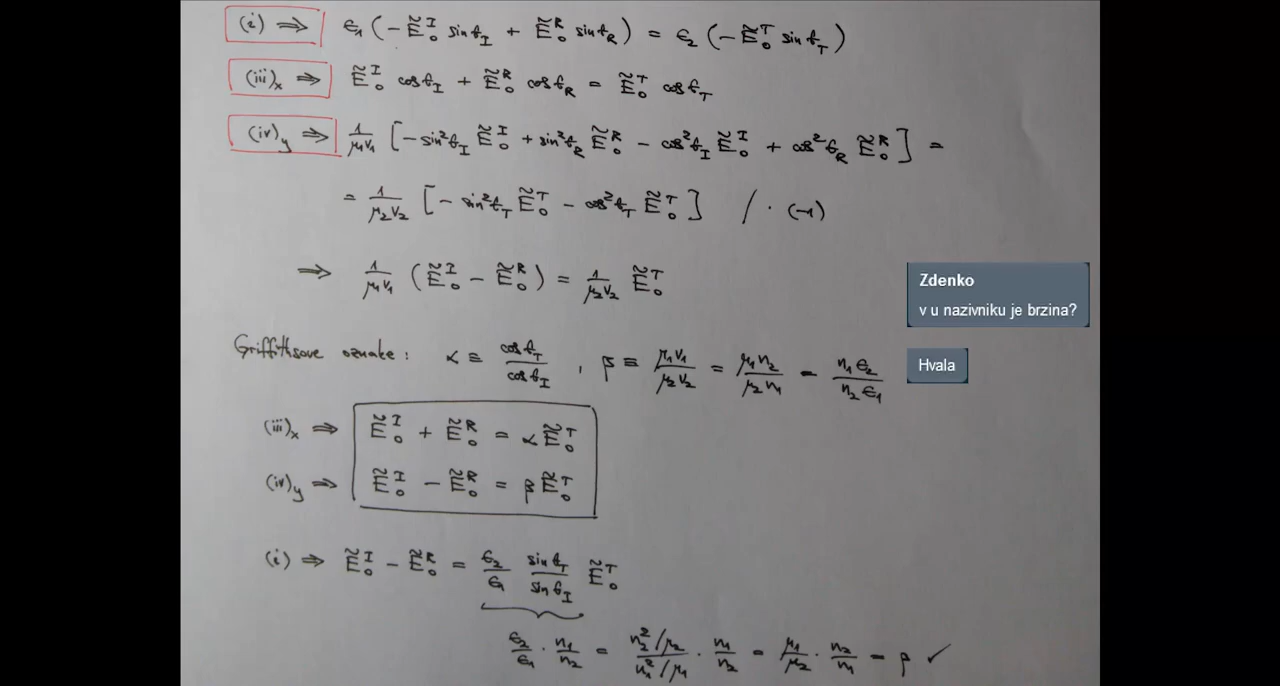 (i) ⇒ ϵ₁ (−Ẽ₀ᴵ sin θ_I + Ẽ₀ᴿ sin θ_R) = ϵ₂ (−Ẽ₀ᵀ sin θ_T)
(iii)ₓ ⇒ Ẽ₀ᴵ cos θ_I + Ẽ₀ᴿ cos θ_R = Ẽ₀ᵀ cos θ_T
(iv)_y ⇒ 1/(μ₁v₁) [−sin²θ_I Ẽ₀ᴵ + sin²θ_R Ẽ₀ᴿ − cos²θ_I Ẽ₀ᴵ + cos²θ_R Ẽ₀ᴿ] =
= 1/(μ₂v₂) [−sin²θ_T Ẽ₀ᵀ − cos²θ_T Ẽ₀ᵀ] / · (−1)
⇒ 1/(μ₁v₁) (Ẽ₀ᴵ − Ẽ₀ᴿ) = 1/(μ₂v₂) Ẽ₀ᵀ
Zdenko
v u nazivniku je brzina?
Griffithsove oznake: α ≡ cos θ_T / cos θ_I , β ≡ μ₁v₁/(μ₂v₂) = μ₁n₂/(μ₂n₁) = n₁ϵ₂/(n₂ϵ₁)
Hvala
(iii)ₓ ⇒ Ẽ₀ᴵ + Ẽ₀ᴿ = α Ẽ₀ᵀ
(iv)_y ⇒ Ẽ₀ᴵ − Ẽ₀ᴿ = β Ẽ₀ᵀ
(i) ⇒ Ẽ₀ᴵ − Ẽ₀ᴿ = ϵ₂/ϵ₁ sin θ_T / sin θ_I Ẽ₀ᵀ
ϵ₂/ϵ₁ · n₁/n₂ = (n₂²/μ₂)/(n₁²/μ₁) · n₁/n₂ = μ₁/μ₂ · n₂/n₁ = β ✓